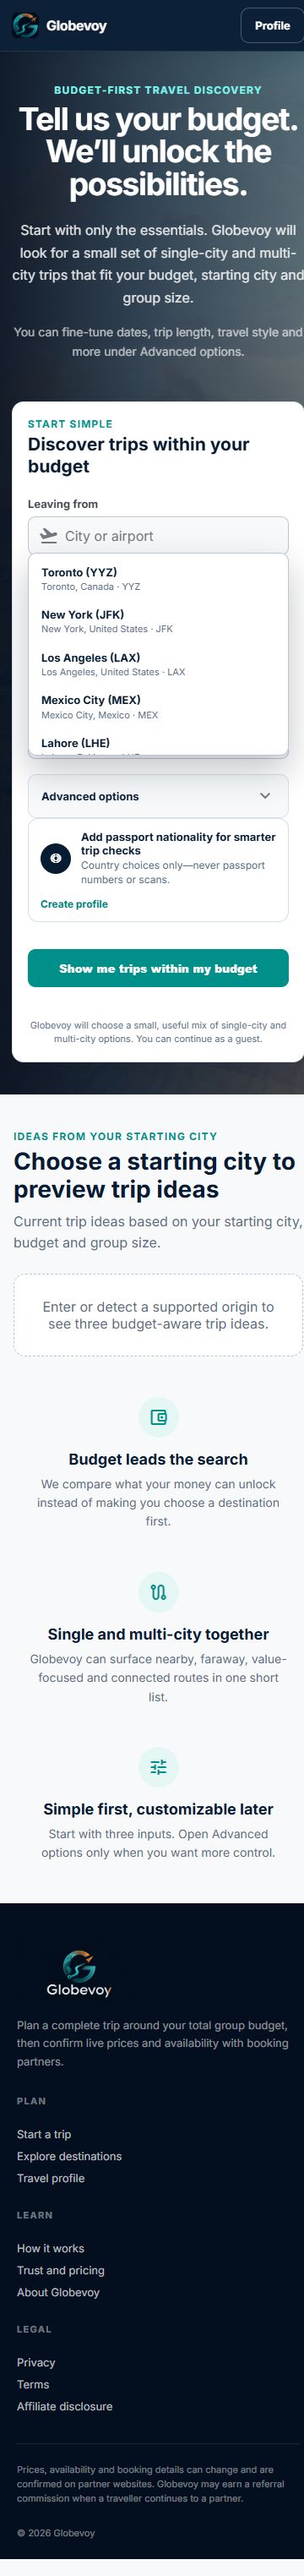 Globevoy
Profile
BUDGET-FIRST TRAVEL DISCOVERY
Tell us your budget.
We’ll unlock the
possibilities.
Start with only the essentials. Globevoy will
look for a small set of single-city and multi-
city trips that fit your budget, starting city and
group size.
You can fine-tune dates, trip length, travel style and
more under Advanced options.
START SIMPLE
Discover trips within your
budget
Leaving from
City or airport
Toronto (YYZ)
Toronto, Canada · YYZ
New York (JFK)
New York, United States · JFK
Los Angeles (LAX)
Los Angeles, United States · LAX
Mexico City (MEX)
Mexico City, Mexico · MEX
Lahore (LHE)
Advanced options
Add passport nationality for smarter
trip checks
Country choices only—never passport
numbers or scans.
Create profile
Show me trips within my budget
Globevoy will choose a small, useful mix of single-city and
multi-city options. You can continue as a guest.
IDEAS FROM YOUR STARTING CITY
Choose a starting city to
preview trip ideas
Current trip ideas based on your starting city,
budget and group size.
Enter or detect a supported origin to
see three budget-aware trip ideas.
Budget leads the search
We compare what your money can unlock
instead of making you choose a destination
first.
Single and multi-city together
Globevoy can surface nearby, faraway, value-
focused and connected routes in one short
list.
Simple first, customizable later
Start with three inputs. Open Advanced
options only when you want more control.
Globevoy
Plan a complete trip around your total group budget,
then confirm live prices and availability with booking
partners.
PLAN
Start a trip
Explore destinations
Travel profile
LEARN
How it works
Trust and pricing
About Globevoy
LEGAL
Privacy
Terms
Affiliate disclosure
Prices, availability and booking details can change and are
confirmed on partner websites. Globevoy may earn a referral
commission when a traveller continues to a partner.
© 2026 Globevoy